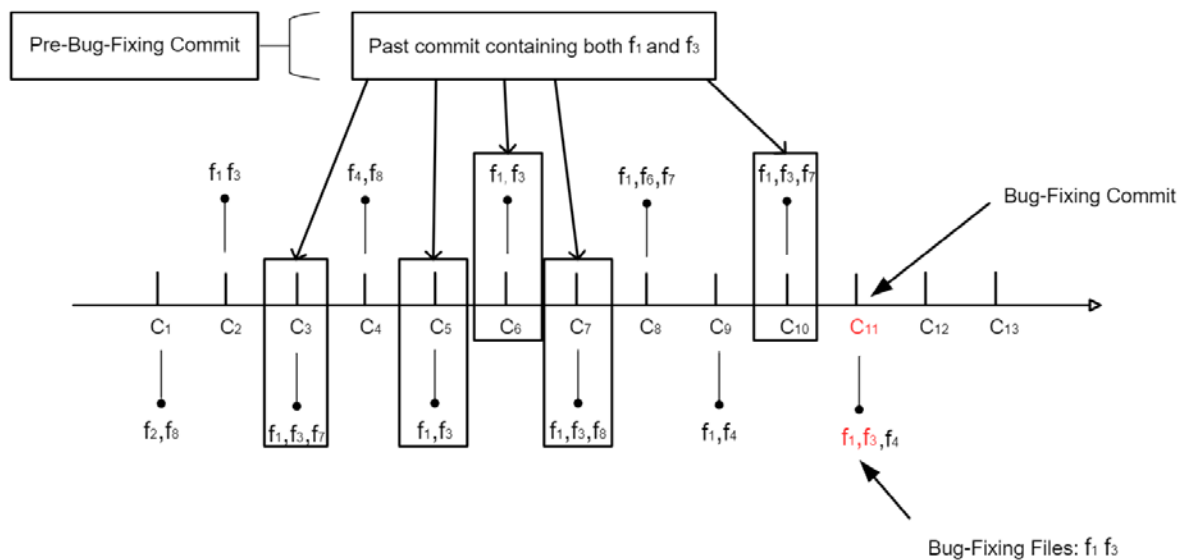 Pre-Bug-Fixing Commit
Past commit containing both f₁ and f₃
f₁ f₃
f₄,f₈
f₁, f₃
f₁,f₆,f₇
f₁,f₃,f₇
Bug-Fixing Commit
C₁
C₂
C₃
C₄
C₅
C₆
C₇
C₈
C₉
C₁₀
C₁₁
C₁₂
C₁₃
f₂,f₈
f₁,f₃,f₇
f₁,f₃
f₁,f₃,f₈
f₁,f₄
f₁,f₃,f₄
Bug-Fixing Files: f₁ f₃